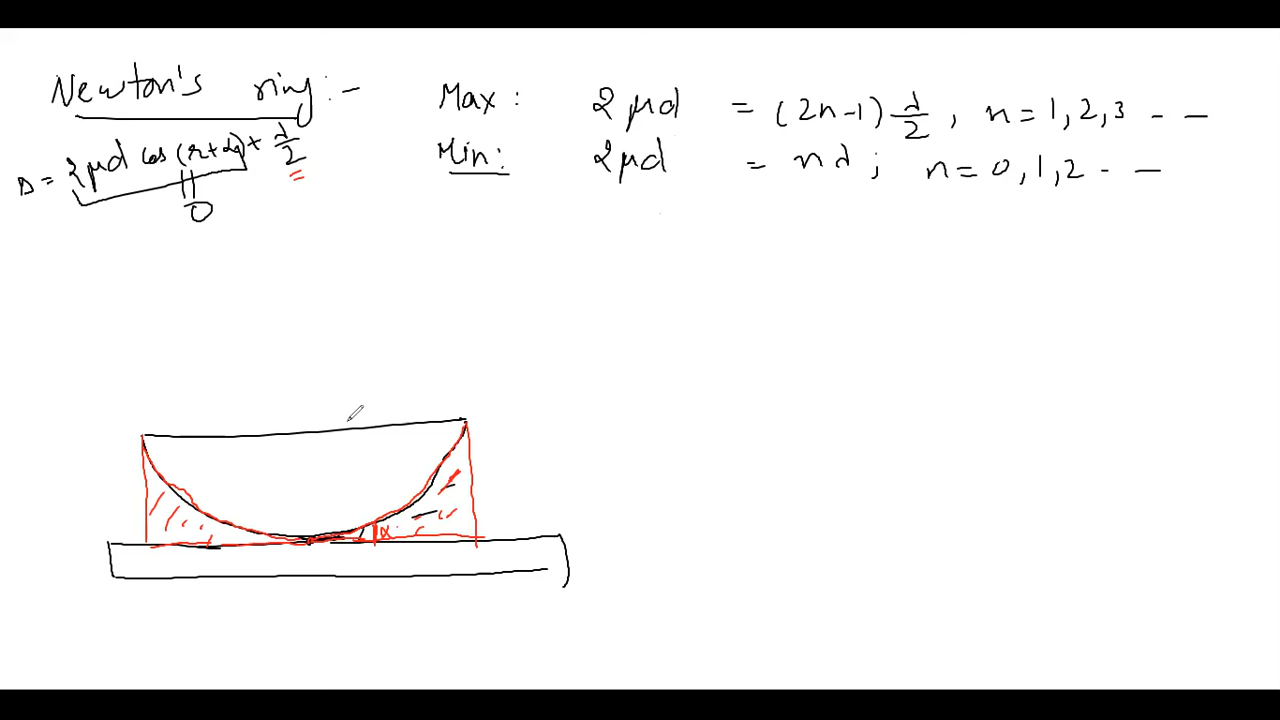 Newton's ring :-
Δ = 2μd cos (r+α) + λ/2
0
Max : 2μd = (2n-1) λ/2 , n = 1, 2, 3 - -
Min : 2μd = nλ ; n = 0, 1, 2 - -
α